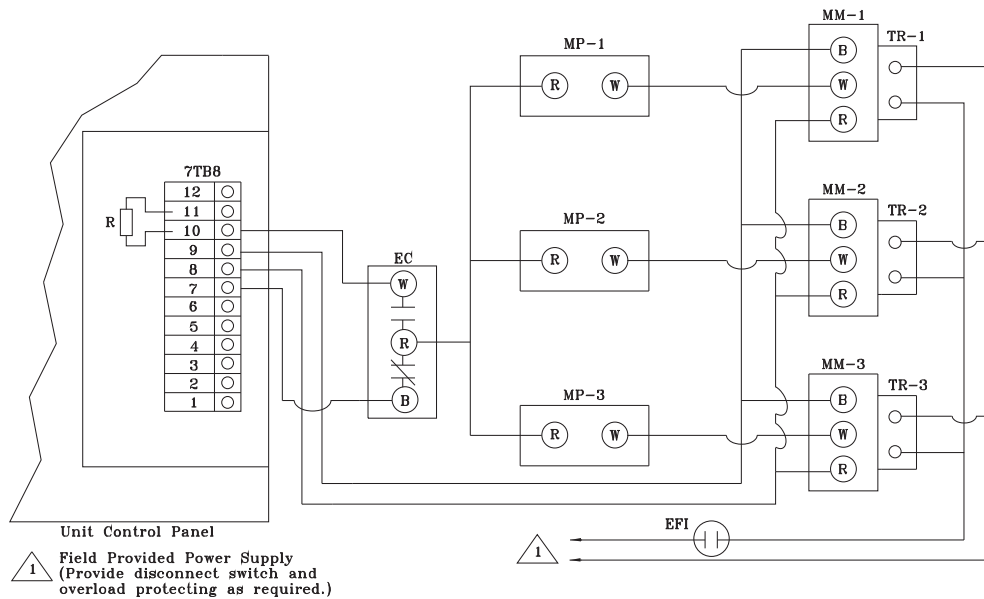 MM-1
TR-1
MP-1
B
R
W
W
R
7TB8
12
11
R
10
9
8
7
6
5
4
3
2
1
EC
W
R
B
MP-2
R
W
MM-2
TR-2
B
W
R
MP-3
R
W
MM-3
TR-3
B
W
R
EFI
1
Unit Control Panel
1
Field Provided Power Supply
(Provide disconnect switch and
overload protecting as required.)